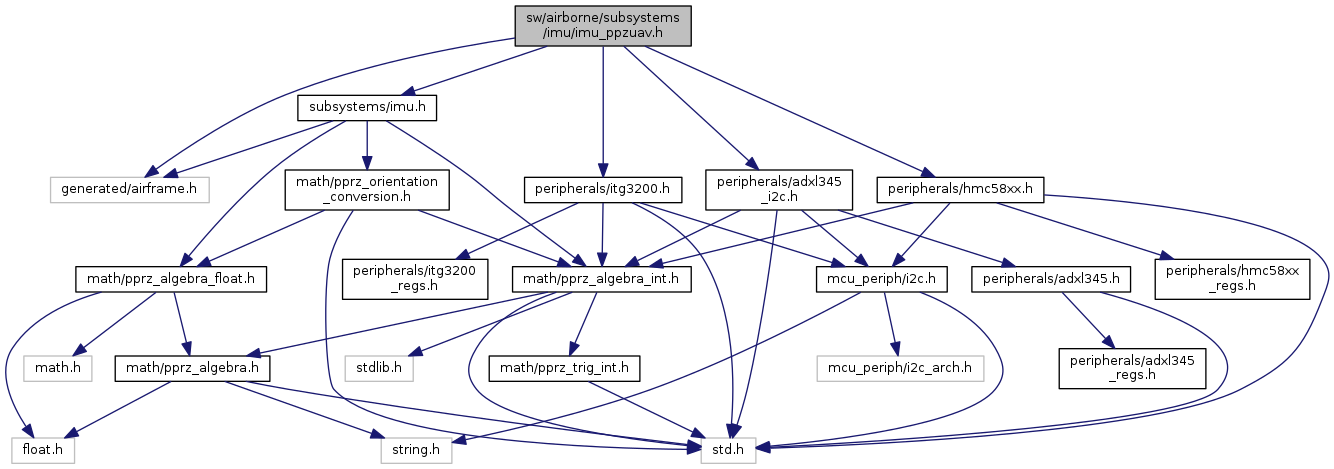 sw/airborne/subsystems
/imu/imu_ppzuav.h
subsystems/imu.h
generated/airframe.h
math/pprz_orientation
_conversion.h
peripherals/itg3200.h
peripherals/adxl345
_i2c.h
peripherals/hmc58xx.h
math/pprz_algebra_float.h
peripherals/itg3200
_regs.h
math/pprz_algebra_int.h
mcu_periph/i2c.h
peripherals/adxl345.h
peripherals/hmc58xx
_regs.h
math.h
math/pprz_algebra.h
stdlib.h
math/pprz_trig_int.h
mcu_periph/i2c_arch.h
peripherals/adxl345
_regs.h
float.h
string.h
std.h